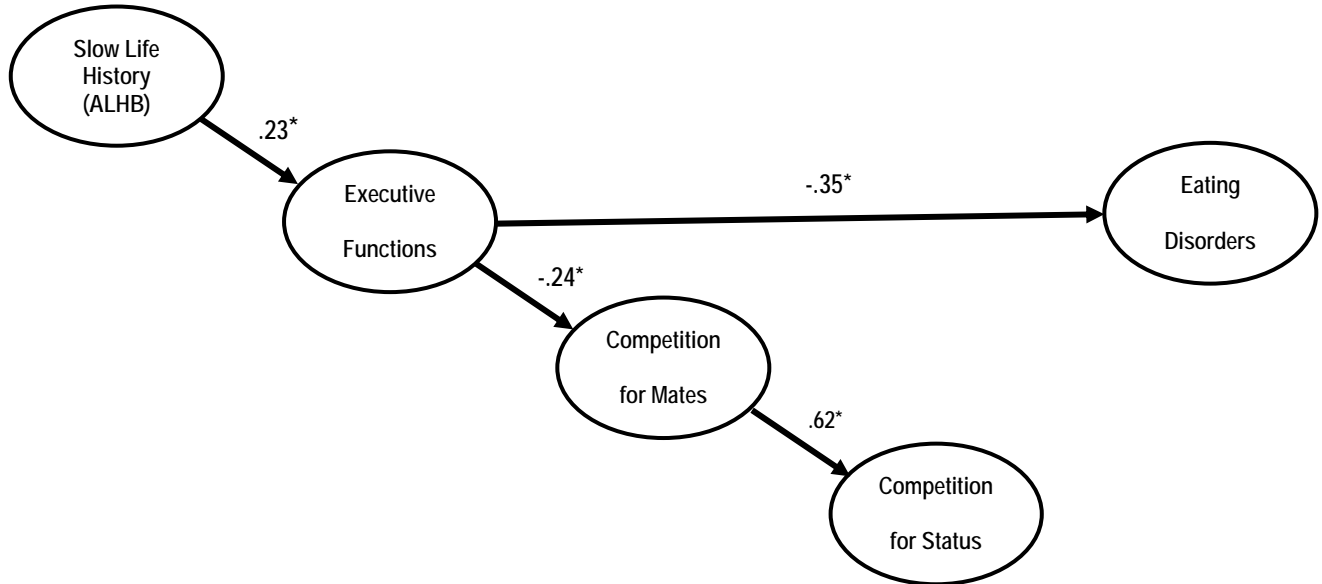 Slow Life
History
(ALHB)
.23*
Executive
Functions
-.35*
Eating
Disorders
-.24*
Competition
for Mates
.62*
Competition
for Status